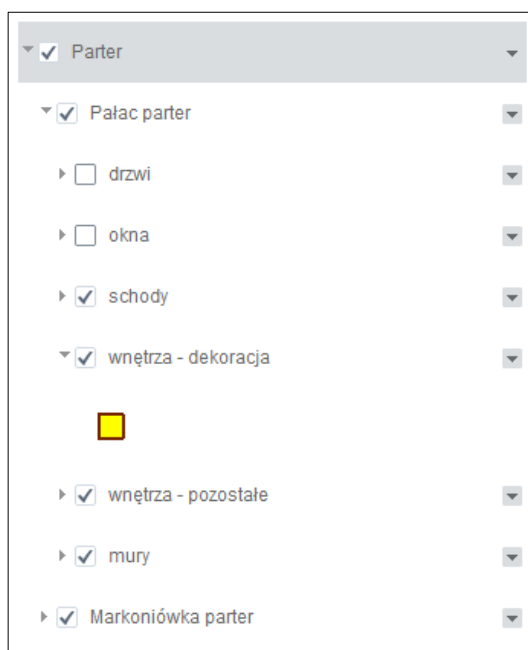 Parter
Pałac parter
drzwi
okna
schody
wnętrza - dekoracja
wnętrza - pozostałe
mury
Markoniówka parter